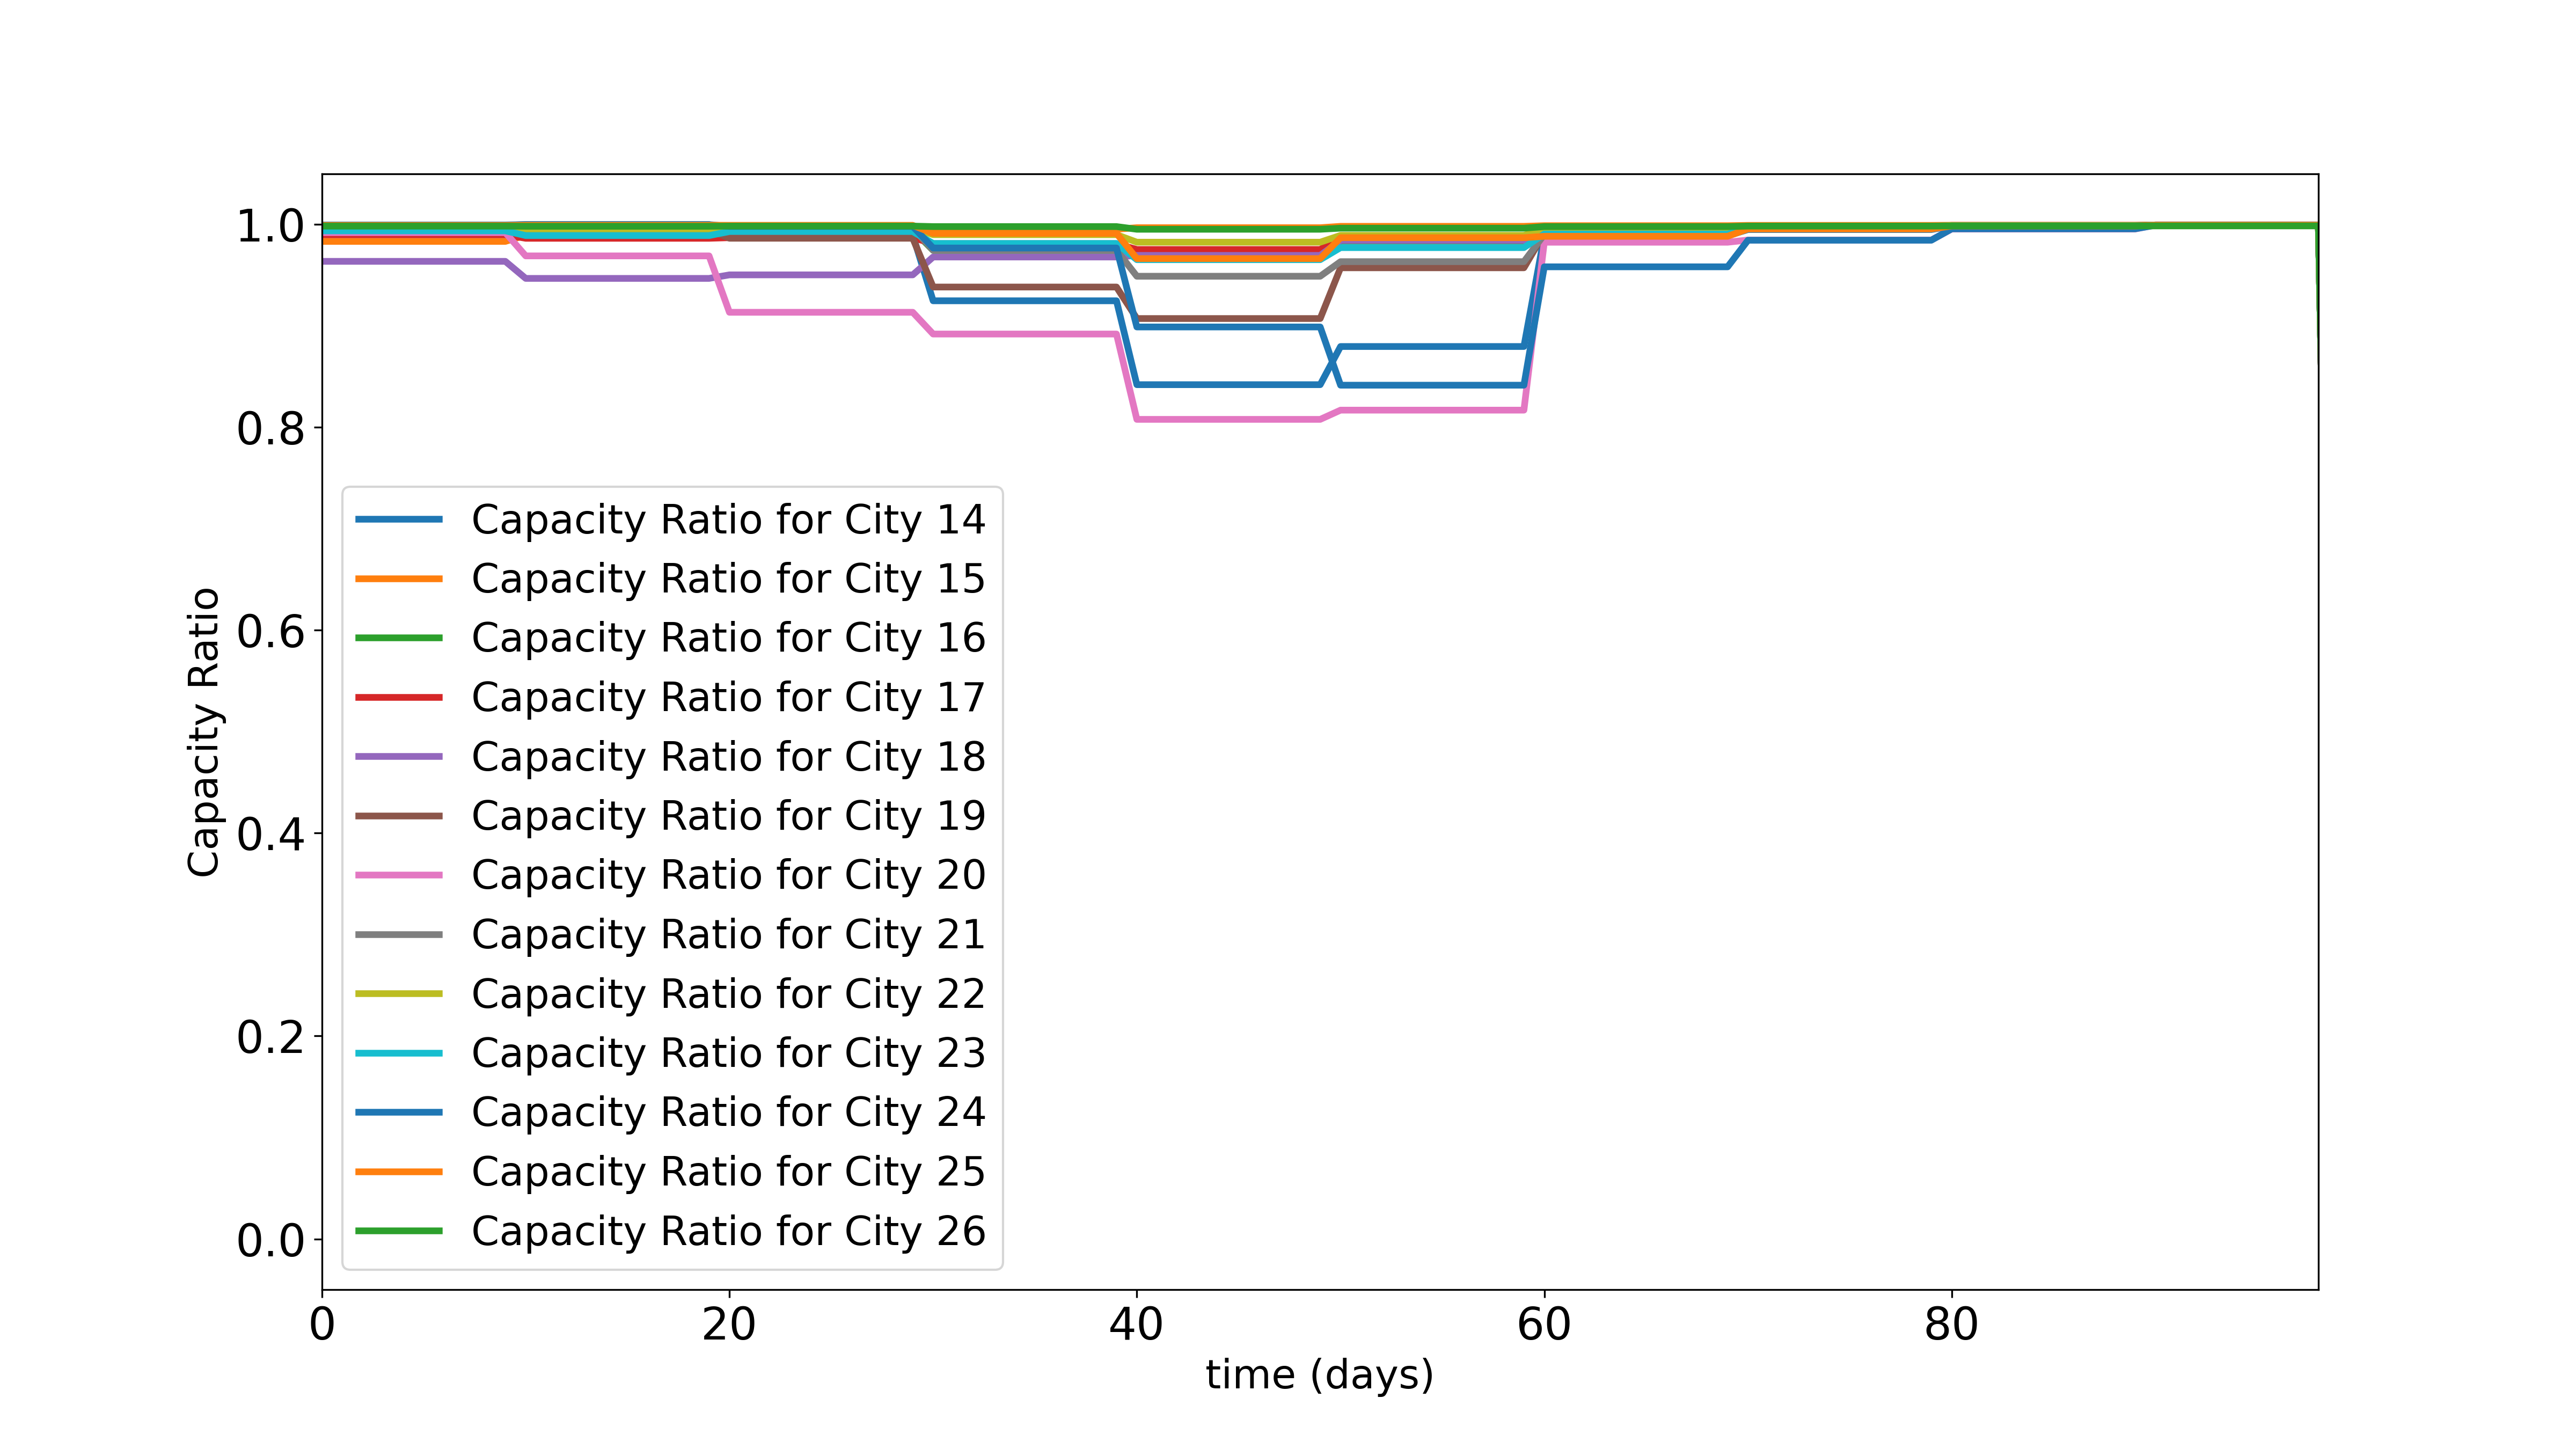 1.0
0.8
0.6
0.4
0.2
0.0
Capacity Ratio
Capacity Ratio for City 14
Capacity Ratio for City 15
Capacity Ratio for City 16
Capacity Ratio for City 17
Capacity Ratio for City 18
Capacity Ratio for City 19
Capacity Ratio for City 20
Capacity Ratio for City 21
Capacity Ratio for City 22
Capacity Ratio for City 23
Capacity Ratio for City 24
Capacity Ratio for City 25
Capacity Ratio for City 26
0 20 40 60 80
time (days)